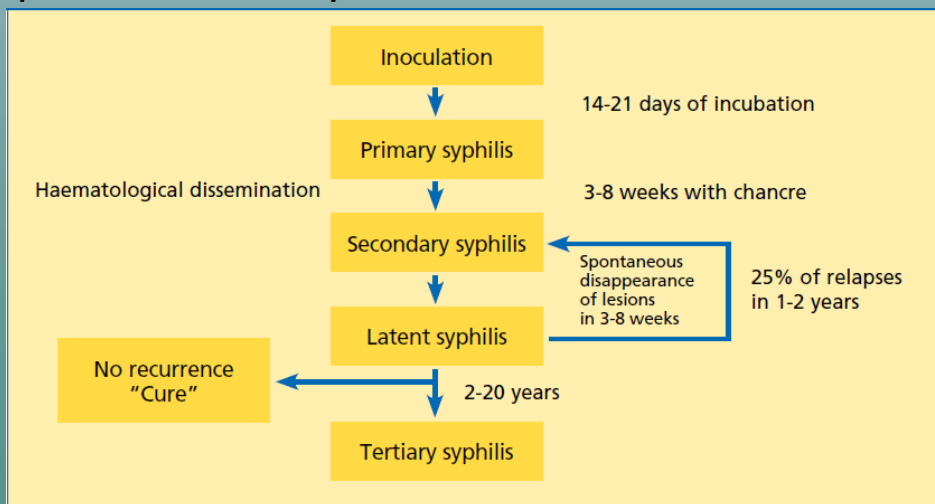 Inoculation
14-21 days of incubation
Primary syphilis
Haematological dissemination
3-8 weeks with chancre
Secondary syphilis
Spontaneous
disappearance
of lesions
in 3-8 weeks
25% of relapses
in 1-2 years
Latent syphilis
No recurrence
“Cure”
2-20 years
Tertiary syphilis